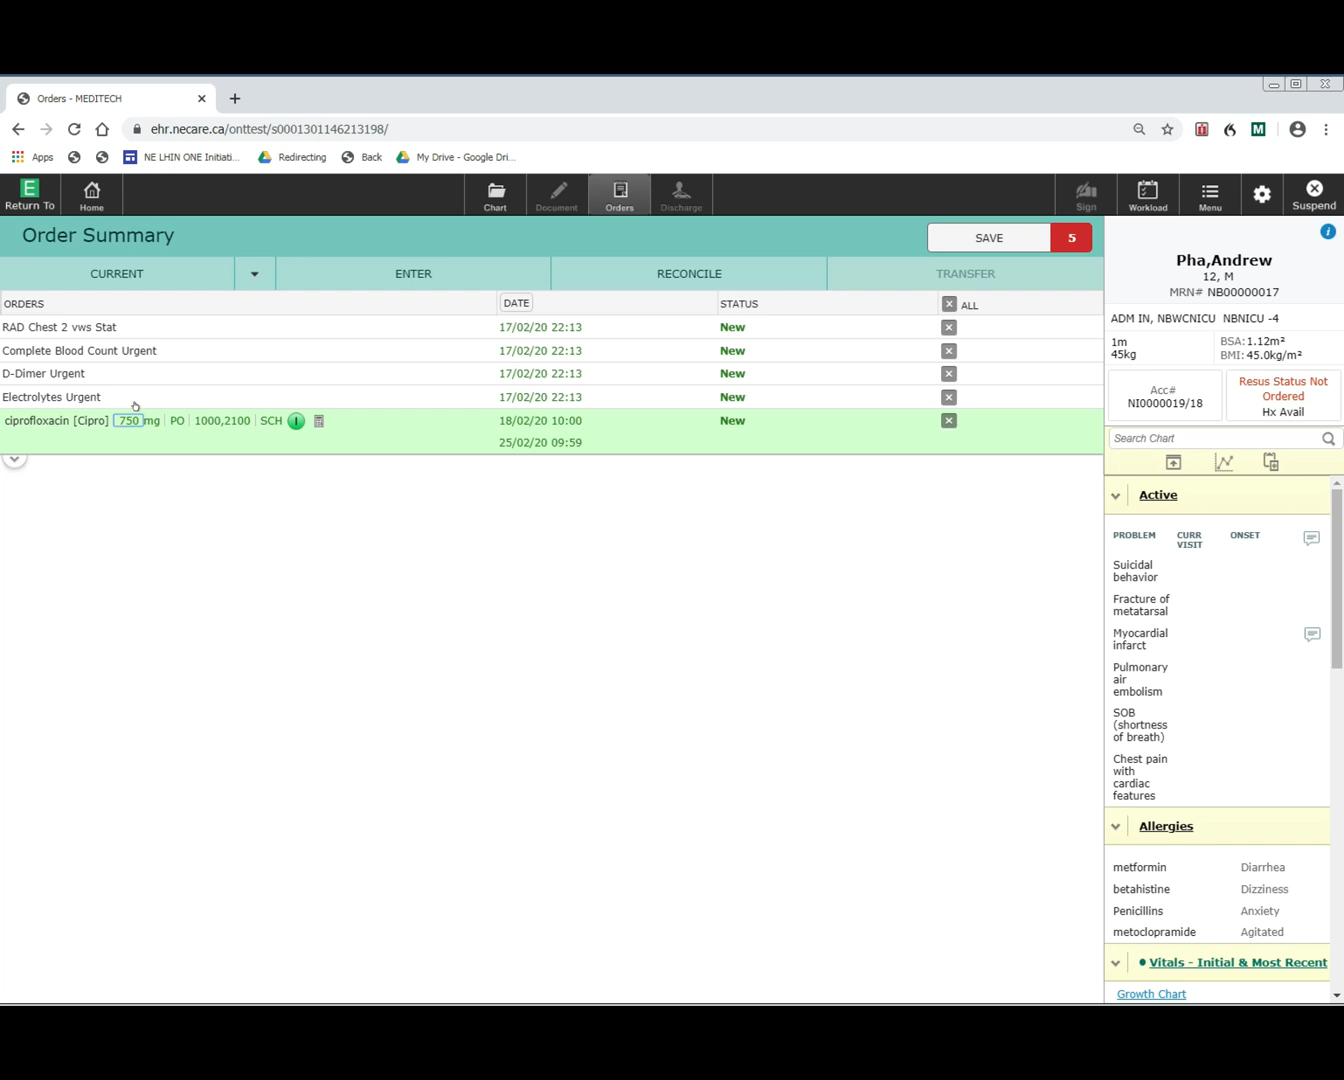 Orders - MEDITECH
ehr.necare.ca/onttest/s0001301146213198/
M
Apps NE LHIN ONE Initiati... Redirecting Back My Drive - Google Dri...
E
Return To Home Chart Document Orders Discharge Sign Workload Menu Suspend
Order Summary SAVE 5
CURRENT ENTER RECONCILE TRANSFER
ORDERS DATE STATUS ALL
RAD Chest 2 vws Stat 17/02/20 22:13 New
Complete Blood Count Urgent 17/02/20 22:13 New
D-Dimer Urgent 17/02/20 22:13 New
Electrolytes Urgent 17/02/20 22:13 New
ciprofloxacin [Cipro] 750 mg PO 1000,2100 SCH I 18/02/20 10:00 New
25/02/20 09:59
i
Pha,Andrew
12, M
MRN# NB00000017
ADM IN, NBWCNICU NBNICU -4
1m BSA:1.12m²
45kg BMI: 45.0kg/m²
Acc#
NI0000019/18
Resus Status Not
Ordered
Hx Avail
Search Chart
Active
PROBLEM CURR VISIT ONSET
Suicidal
behavior
Fracture of
metatarsal
Myocardial
infarct
Pulmonary
air
embolism
SOB
(shortness
of breath)
Chest pain
with
cardiac
features
Allergies
metformin Diarrhea
betahistine Dizziness
Penicillins Anxiety
metoclopramide Agitated
Vitals - Initial & Most Recent
Growth Chart